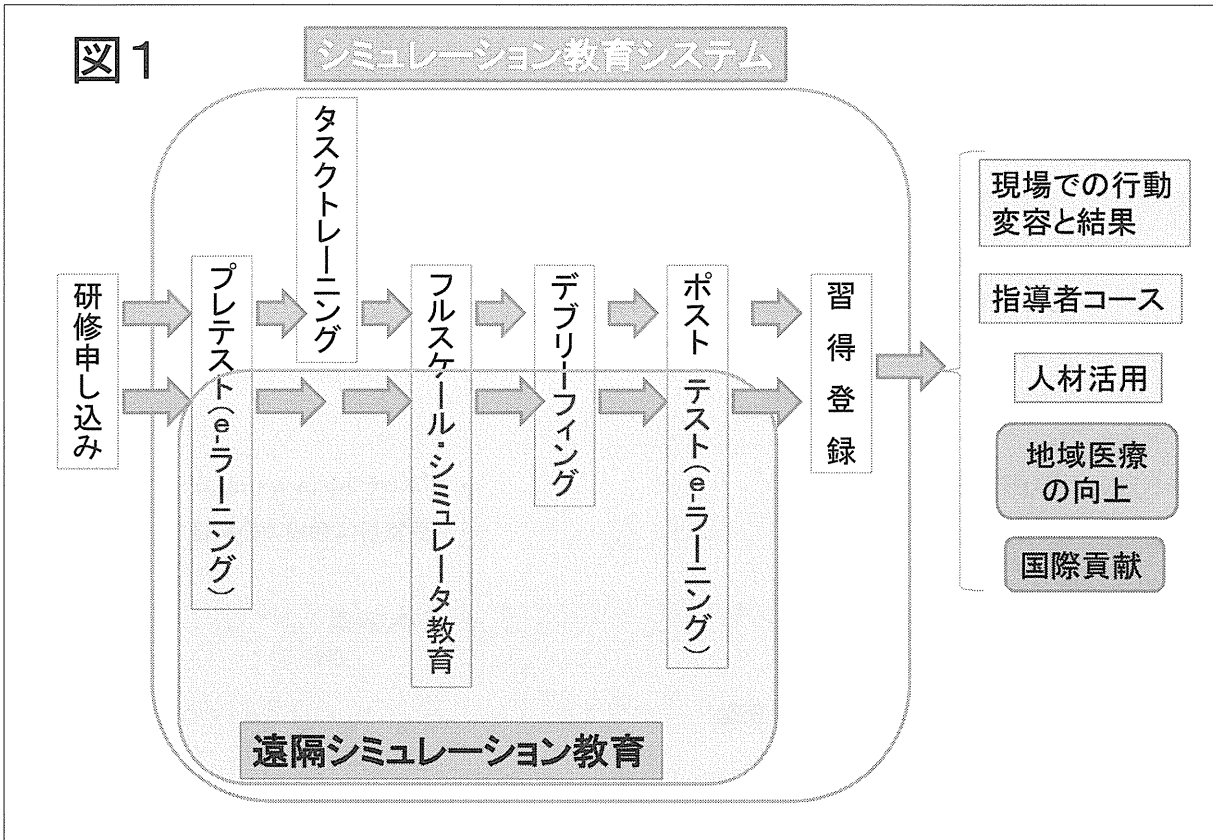 図1
シミュレーション教育システム
研修申し込み
プレテスト(e-ラーニング)
タスクトレーニング
フルスケール・シミュレータ教育
デブリーフィング
ポスト テスト(e-ラーニング)
習得登録
現場での行動
変容と結果
指導者コース
人材活用
地域医療
の向上
国際貢献
遠隔シミュレーション教育